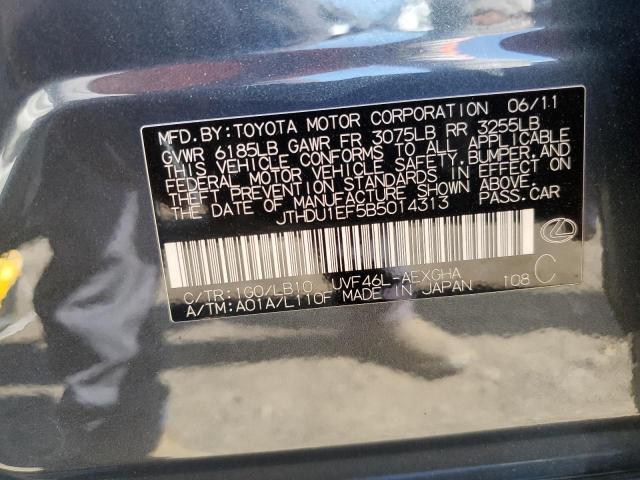 MFD. BY: TOYOTA MOTOR CORPORATION 06/11
GVWR 6185LB GAWR FR 3075LB RR 3255LB
THIS VEHICLE CONFORMS TO ALL APPLICABLE
FEDERAL MOTOR VEHICLE SAFETY, BUMPER, AND
THEFT PREVENTION STANDARDS IN EFFECT ON
THE DATE OF MANUFACTURE SHOWN ABOVE.
JTHDU1EF5B5014313 PASS.CAR
C/TR:1G0/LB10 UVF46L-AEXGHA
A/TM:A01A/L110F MADE IN JAPAN 108 C